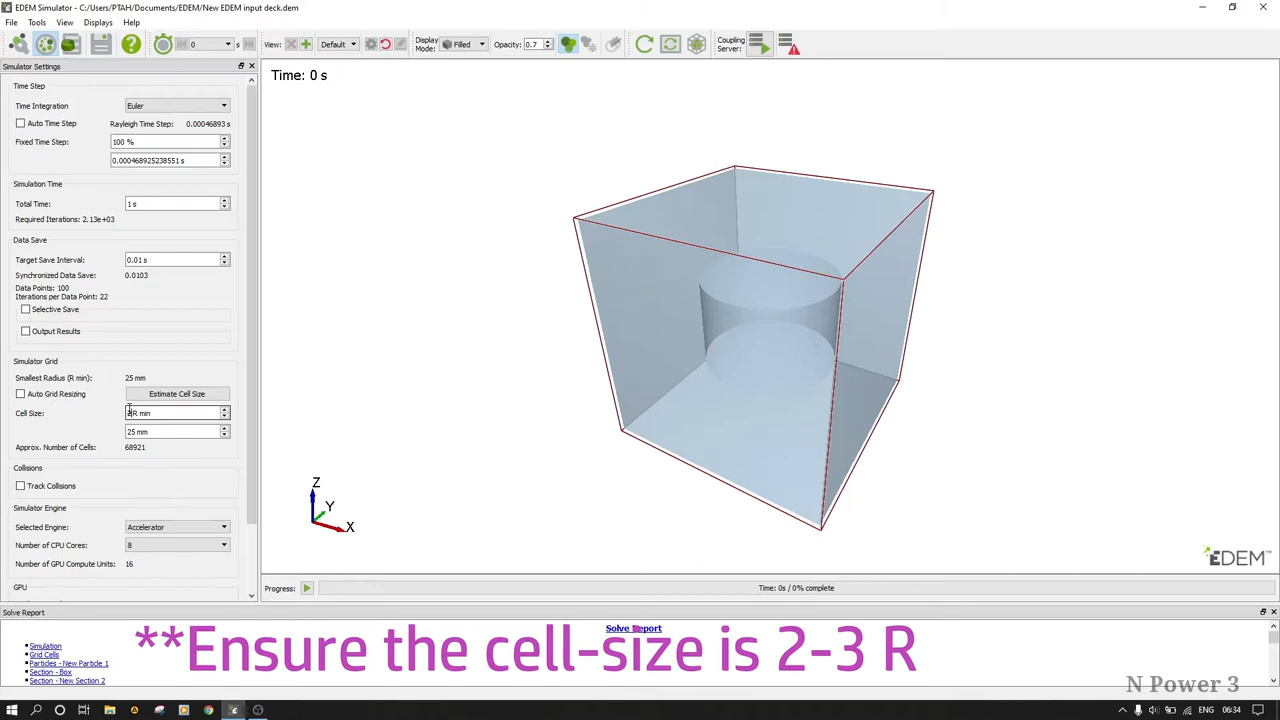 EDEM Simulator - C:/Users/PTAH/Documents/EDEM/New EDEM input deck.dem
File Tools View Displays Help
0 s View: Default Display Mode: Filled Opacity: 0.7 Coupling Server:
Simulator Settings
Time: 0 s
Time Step
Time Integration Euler
Auto Time Step Rayleigh Time Step: 0.00046893 s
Fixed Time Step: 100 %
0.000468925238551 s
Simulation Time
Total Time: 1 s
Required Iterations: 2.13e+03
Data Save
Target Save Interval: 0.01 s
Synchronized Data Save: 0.0103
Data Points: 100
Iterations per Data Point: 22
Selective Save
Output Results
Simulator Grid
Smallest Radius (R min): 25 mm
Auto Grid Resizing Estimate Cell Size
Cell Size: R min
25 mm
Approx. Number of Cells: 68921
Collisions
Track Collisions
Simulator Engine
Selected Engine: Accelerator
Number of CPU Cores: 8
Number of GPU Compute Units: 16
GPU
Z
Y
X
EDEM
Progress: Time: 0s / 0% complete
Solve Report
Solve Report
Simulation
Grid Cells
Particles - New Particle 1
Section - Box
Section - New Section 2
**Ensure the cell-size is 2-3 R
N Power 3
ENG 06:34